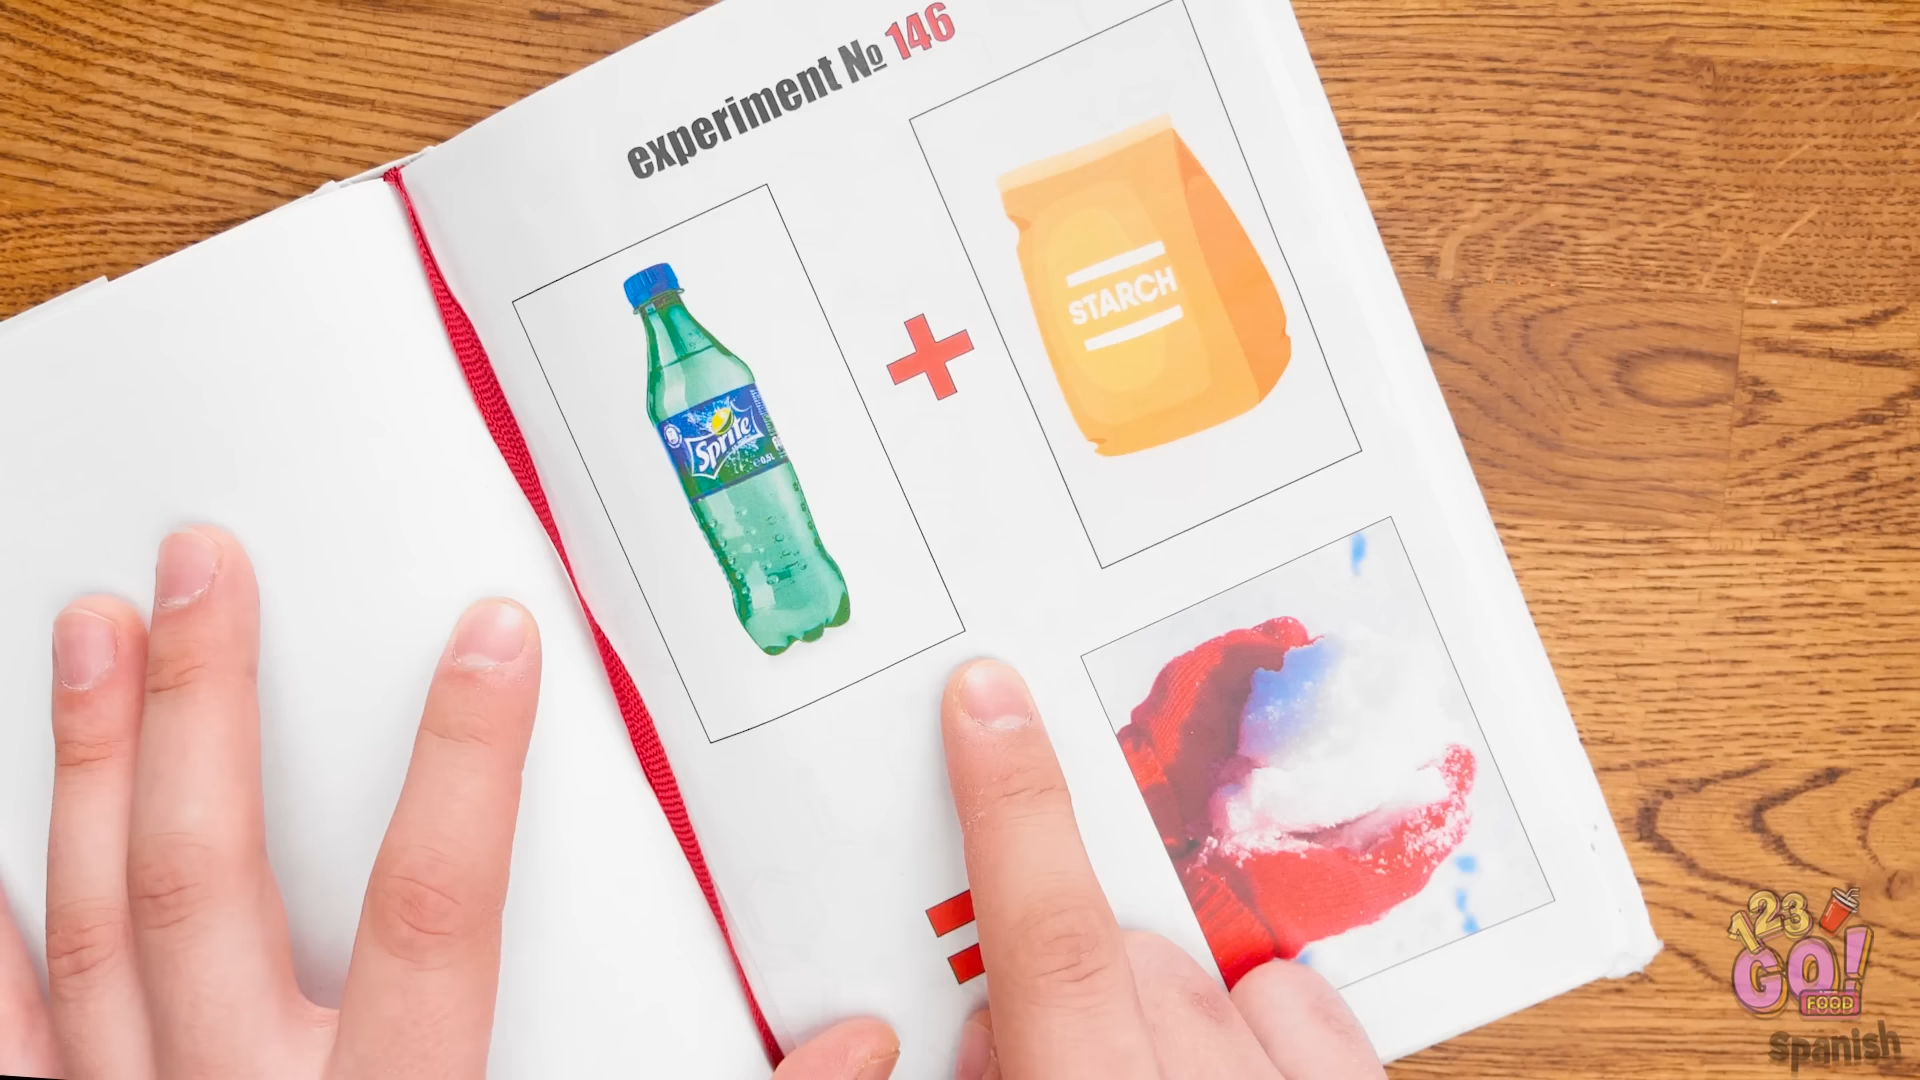 experiment № 146
Sprite
0,5L
STARCH
123
GO!
FOOD
Spanish